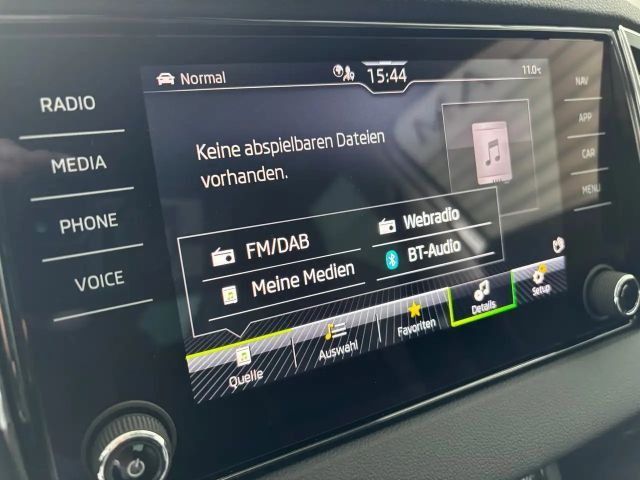 Normal
15:44
11.0°C
RADIO
MEDIA
PHONE
VOICE
NAV
APP
CAR
MENU
Keine abspielbaren Dateien
vorhanden.
FM/DAB
Webradio
Meine Medien
BT-Audio
Quelle
Auswahl
Favoriten
Details
Setup